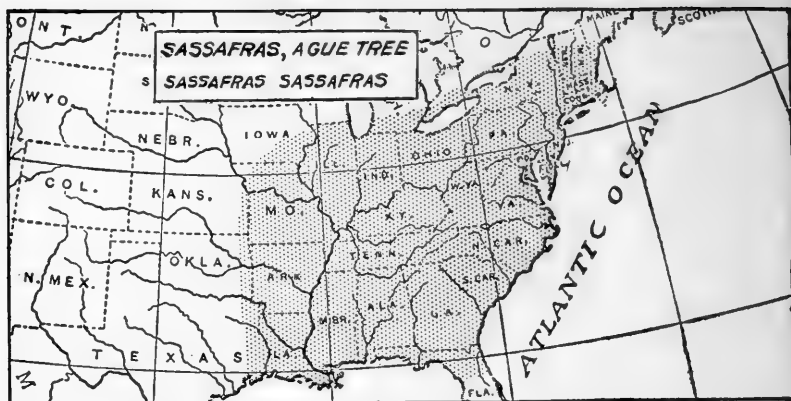 ONT.
MAINE
SCOTIA
SASSAFRAS, AGUE TREE
SASSAFRAS SASSAFRAS
WYO.
NEBR.
IOWA
N.Y.
PA.
ILL.
IND.
OHIO
COL.
KANS.
MO.
KY.
W.VA.
VA.
TENN.
N. CAR.
OKLA.
ARK.
S. CAR.
N. MEX.
MISS.
ALA.
GA.
TEXAS
LA.
FLA.
ATLANTIC OCEAN